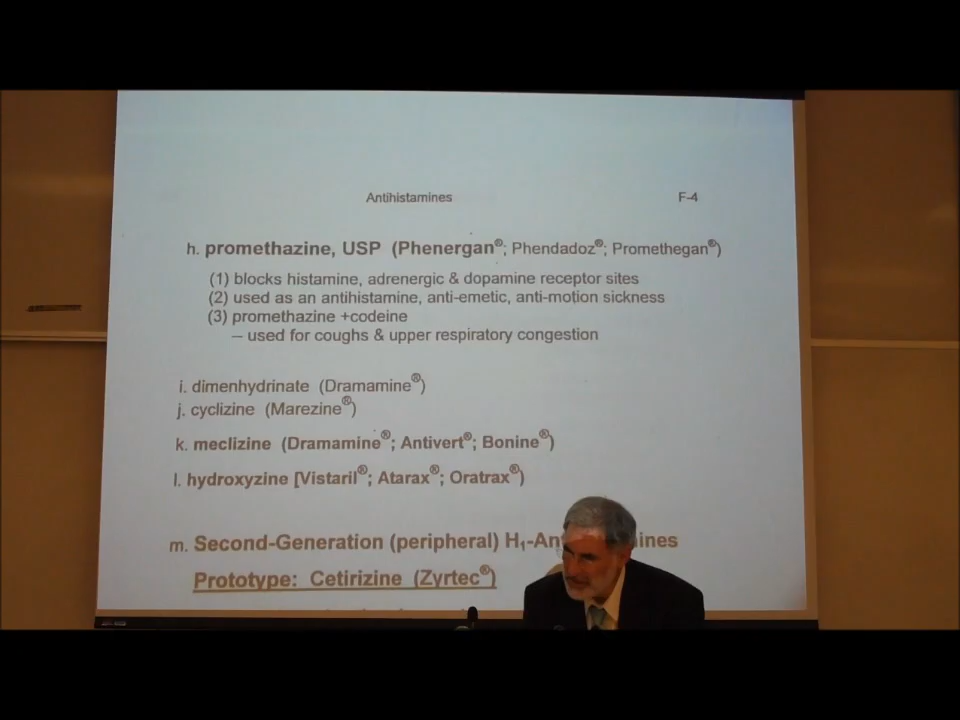 Antihistamines F-4
h. promethazine, USP (Phenergan®; Phendadoz®; Promethegan®)
(1) blocks histamine, adrenergic & dopamine receptor sites
(2) used as an antihistamine, anti-emetic, anti-motion sickness
(3) promethazine +codeine
– used for coughs & upper respiratory congestion
i. dimenhydrinate (Dramamine®)
j. cyclizine (Marezine®)
k. meclizine (Dramamine®; Antivert®; Bonine®)
l. hydroxyzine [Vistaril®; Atarax®; Oratrax®)
m. Second-Generation (peripheral) H₁-An ines
Prototype: Cetirizine (Zyrtec®)